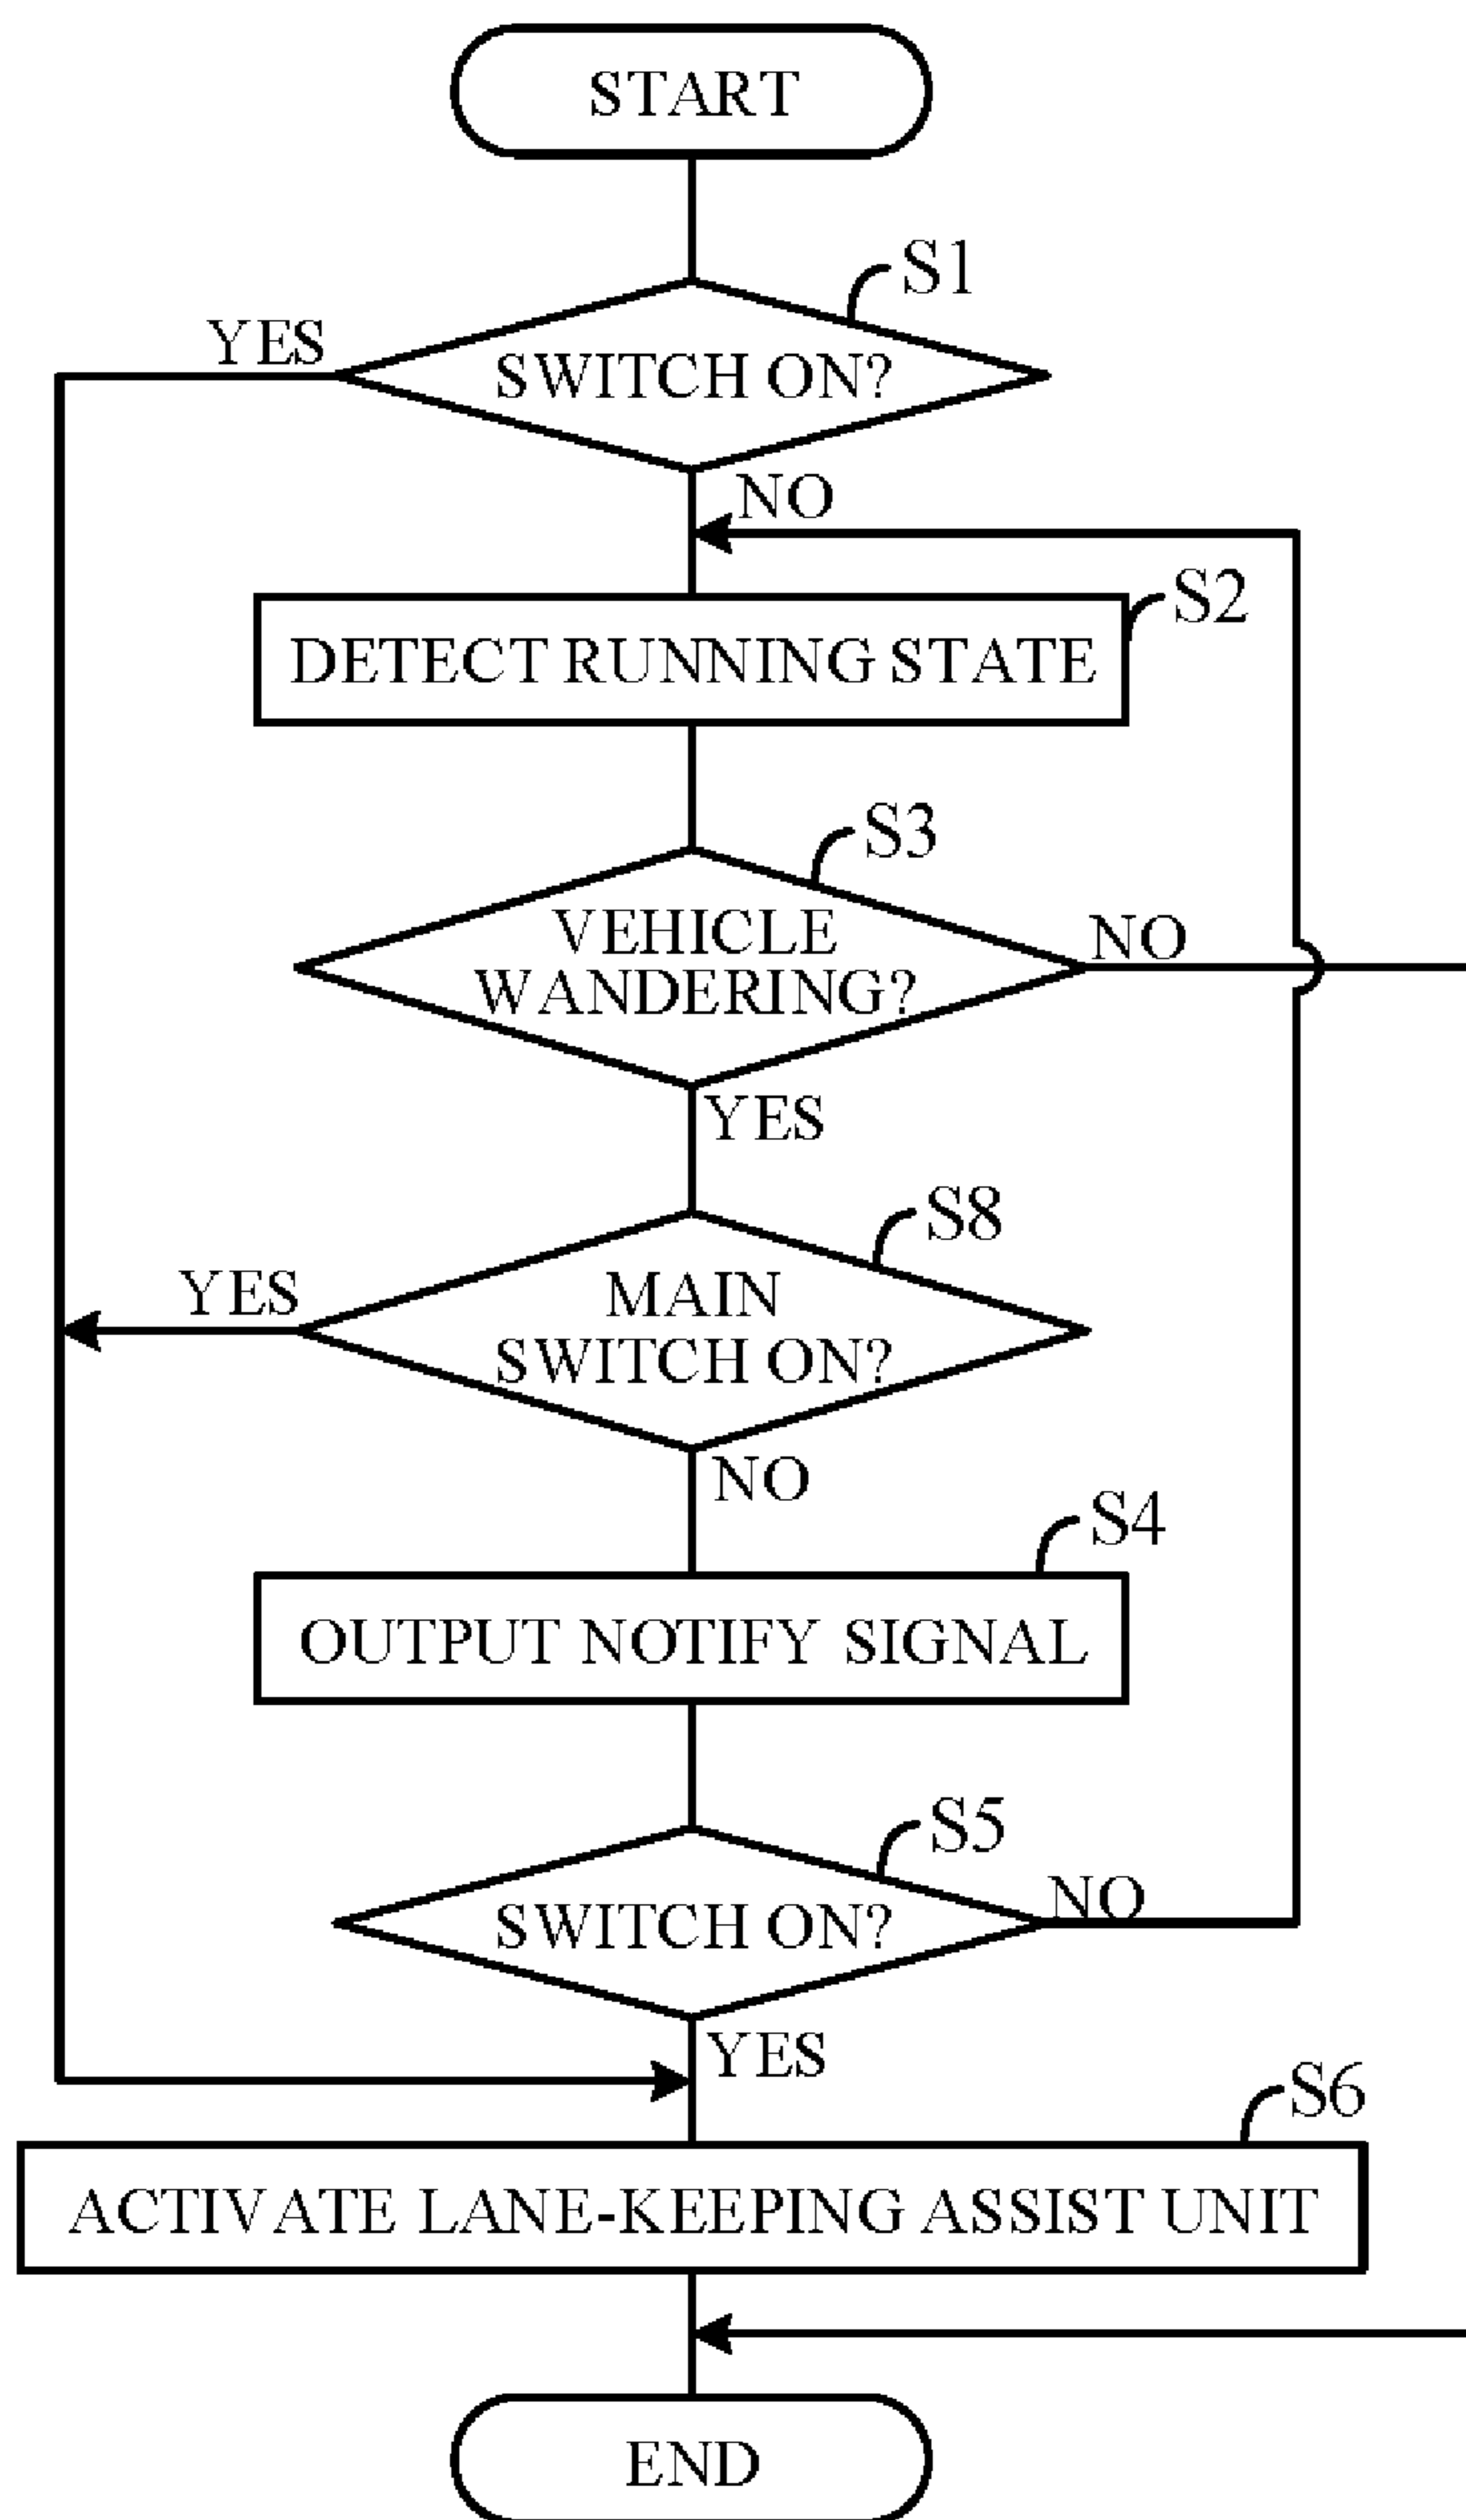 START
S1
YES
SWITCH ON?
NO
S2
DETECT RUNNING STATE
S3
VEHICLE
WANDERING?
NO
YES
S8
YES
MAIN
SWITCH ON?
NO
S4
OUTPUT NOTIFY SIGNAL
S5
SWITCH ON?
NO
YES
S6
ACTIVATE LANE-KEEPING ASSIST UNIT
END